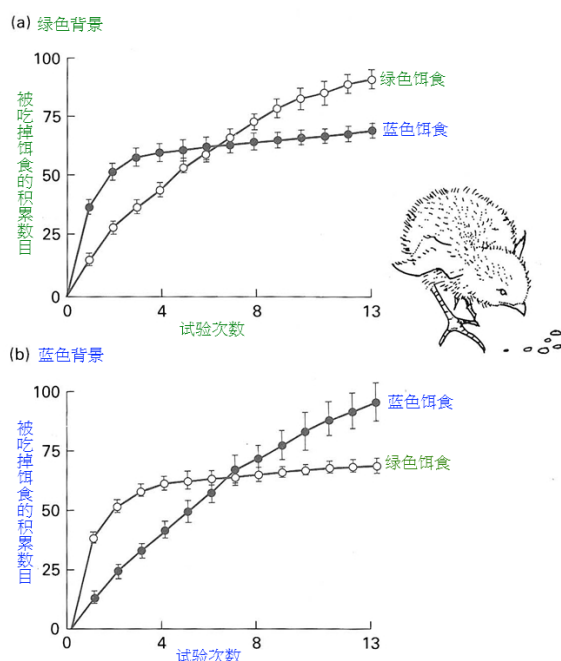 (a) 绿色背景
100
75
50
25
0
被吃掉饵食的积累数目
绿色饵食
蓝色饵食
0 4 8 13
试验次数
(b) 蓝色背景
100
75
50
25
0
被吃掉饵食的积累数目
蓝色饵食
绿色饵食
0 4 8 13
试验次数